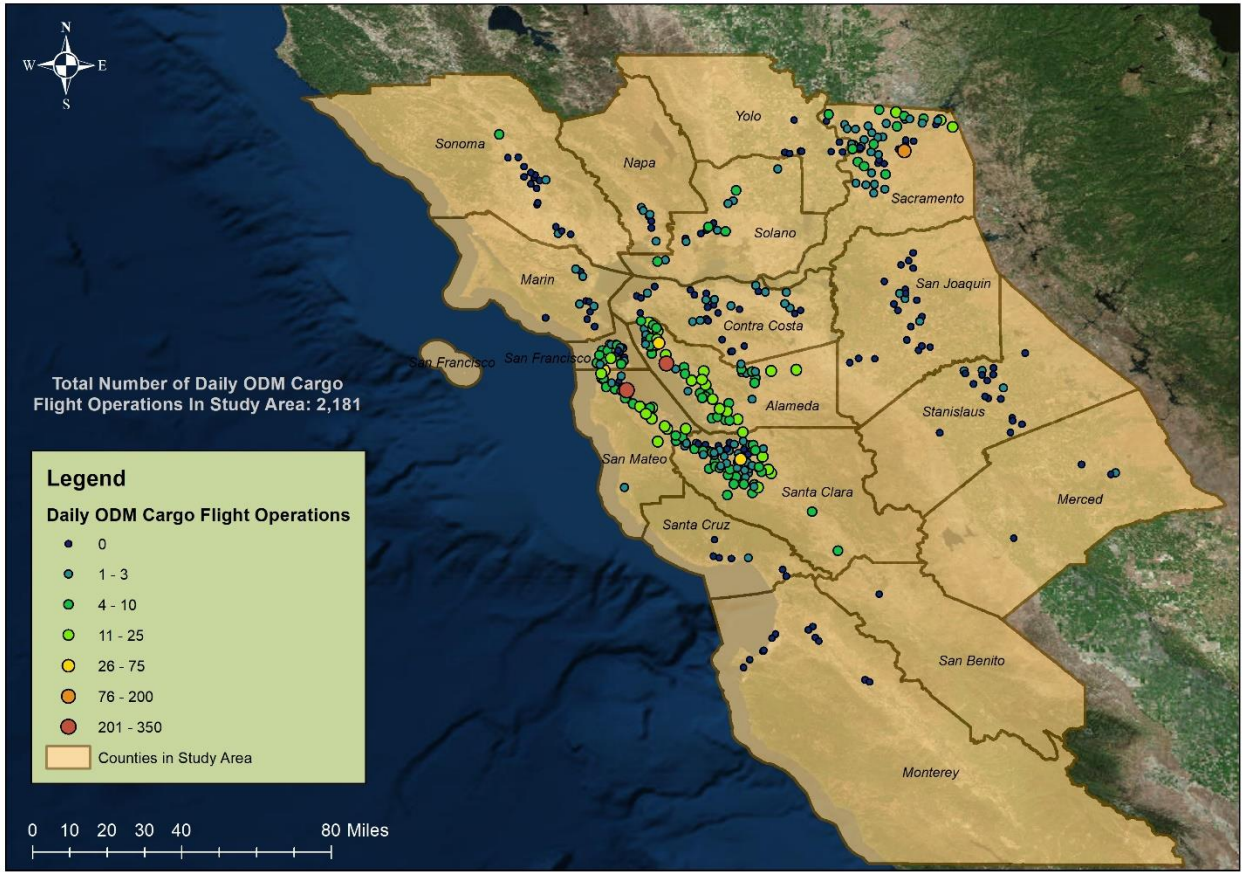 N
W E
S
Yolo
Sonoma
Napa
Sacramento
Solano
Marin
San Joaquin
Contra Costa
San Francisco
San Francisco
Total Number of Daily ODM Cargo
Flight Operations In Study Area: 2,181
Alameda
Stanislaus
San Mateo
Santa Clara
Merced
Santa Cruz
San Benito
Monterey
Legend
Daily ODM Cargo Flight Operations
0
1 - 3
4 - 10
11 - 25
26 - 75
76 - 200
201 - 350
Counties in Study Area
0 10 20 30 40 80 Miles